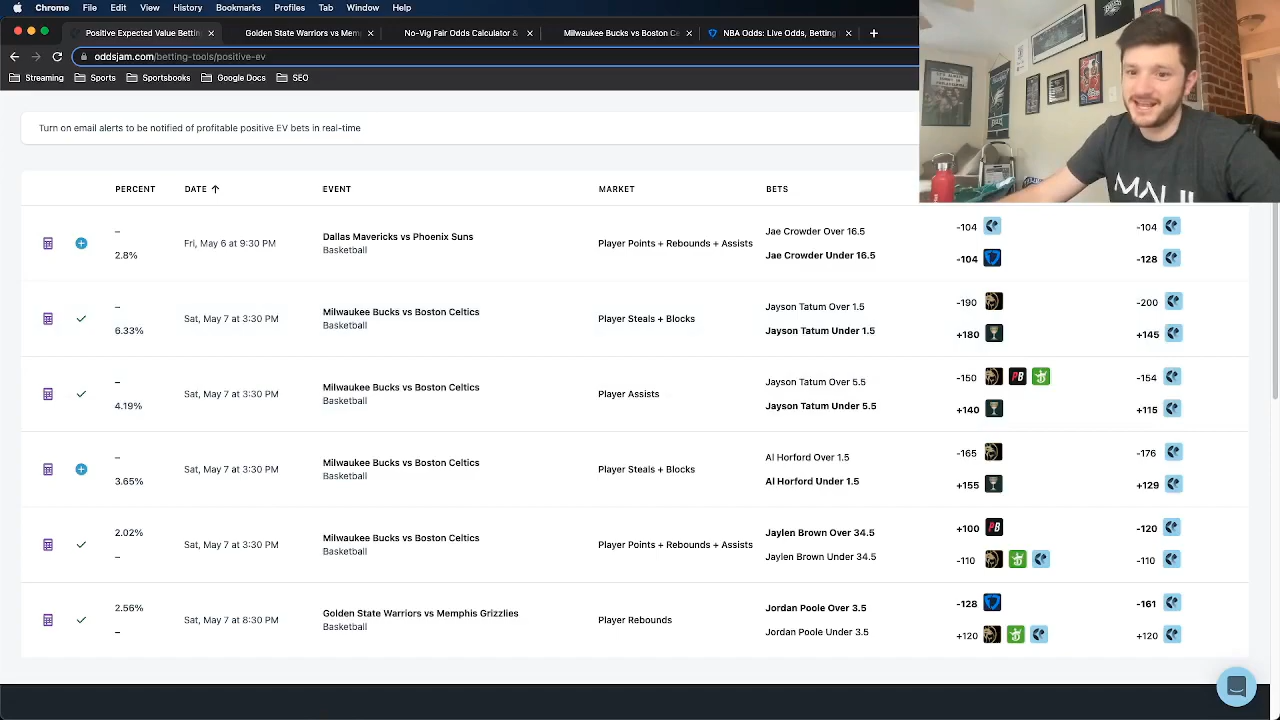 Chrome File Edit View History Bookmarks Profiles Tab Window Help
Positive Expected Value Bettin Golden State Warriors vs Mem No-Vig Fair Odds Calculator & Milwaukee Bucks vs Boston Ce NBA Odds: Live Odds, Betting
oddsjam.com/betting-tools/positive-ev
Streaming Sports Sportsbooks Google Docs SEO
Turn on email alerts to be notified of profitable positive EV bets in real-time
PERCENT DATE ↑ EVENT MARKET BETS
– Jae Crowder Over 16.5 -104 -104
Fri, May 6 at 9:30 PM Dallas Mavericks vs Phoenix Suns Player Points + Rebounds + Assists
Basketball
2.8% Jae Crowder Under 16.5 -104 -128
– Jayson Tatum Over 1.5 -190 -200
Sat, May 7 at 3:30 PM Milwaukee Bucks vs Boston Celtics Player Steals + Blocks
Basketball
6.33% Jayson Tatum Under 1.5 +180 +145
– Jayson Tatum Over 5.5 -150 PB -154
Sat, May 7 at 3:30 PM Milwaukee Bucks vs Boston Celtics Player Assists
Basketball
4.19% Jayson Tatum Under 5.5 +140 +115
– Al Horford Over 1.5 -165 -176
Sat, May 7 at 3:30 PM Milwaukee Bucks vs Boston Celtics Player Steals + Blocks
Basketball
3.65% Al Horford Under 1.5 +155 +129
2.02% Jaylen Brown Over 34.5 +100 PB -120
Sat, May 7 at 3:30 PM Milwaukee Bucks vs Boston Celtics Player Points + Rebounds + Assists
Basketball
– Jaylen Brown Under 34.5 -110 -110
2.56% Jordan Poole Over 3.5 -128 -161
Sat, May 7 at 8:30 PM Golden State Warriors vs Memphis Grizzlies Player Rebounds
Basketball
– Jordan Poole Under 3.5 +120 +120